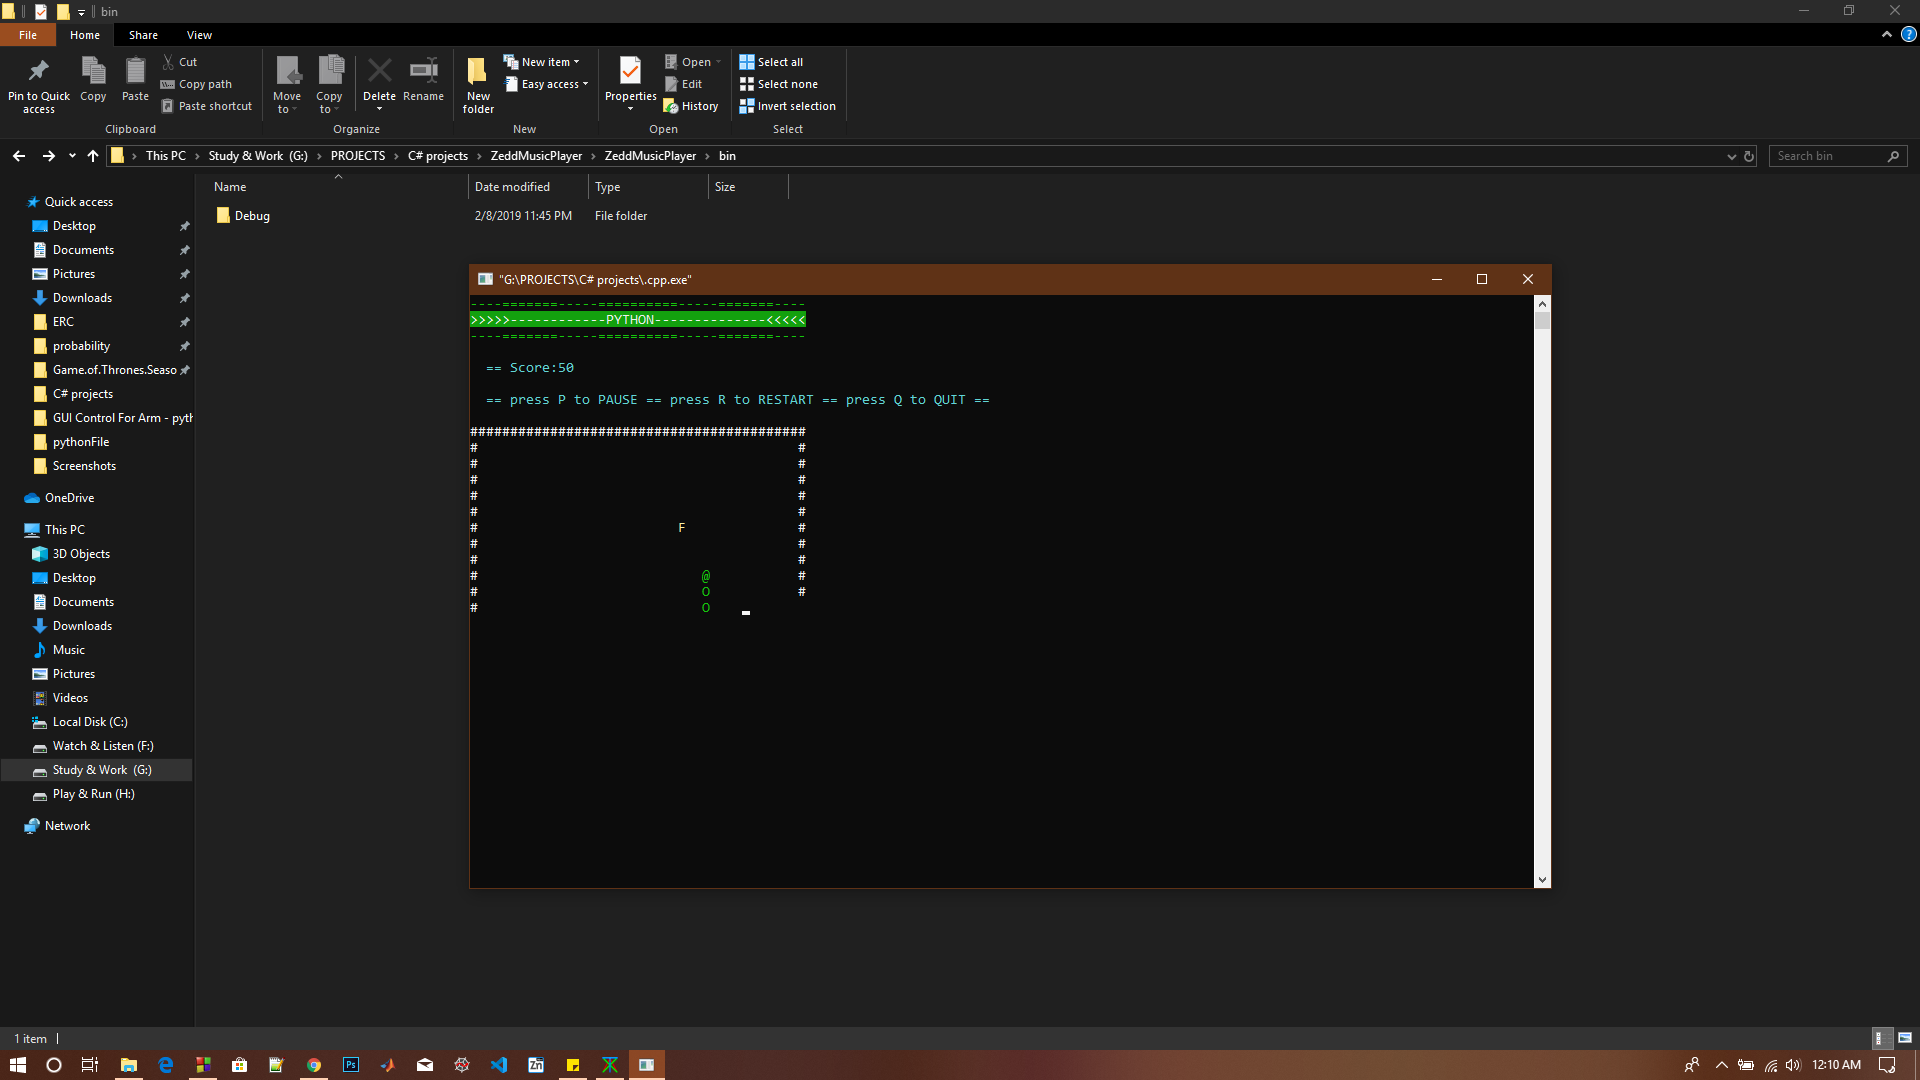 bin
File Home Share View
Pin to Quick access
Copy
Paste
Cut
Copy path
Paste shortcut
Clipboard
Move to
Copy to
Delete
Rename
Organize
New folder
New item
Easy access
New
Properties
Open
Edit
History
Open
Select all
Select none
Invert selection
Select
This PC > Study & Work (G:) > PROJECTS > C# projects > ZeddMusicPlayer > ZeddMusicPlayer > bin
Search bin
Name Date modified Type Size
Debug 2/8/2019 11:45 PM File folder
Quick access
Desktop
Documents
Pictures
Downloads
ERC
probability
Game.of.Thrones.Seaso
C# projects
GUI Control For Arm - pyth
pythonFile
Screenshots
OneDrive
This PC
3D Objects
Desktop
Documents
Downloads
Music
Pictures
Videos
Local Disk (C:)
Watch & Listen (F:)
Study & Work (G:)
Play & Run (H:)
Network
"G:\PROJECTS\C# projects\.cpp.exe"
----=======-----==========-----=======----
>>>>>------------PYTHON--------------<<<<<
----=======-----==========-----=======----
== Score:50
== press P to PAUSE == press R to RESTART == press Q to QUIT ==
##########################################
# #
# #
# #
# #
# #
# F #
# #
# #
# @ #
# O #
# O
1 item
Ps
Zn
12:10 AM